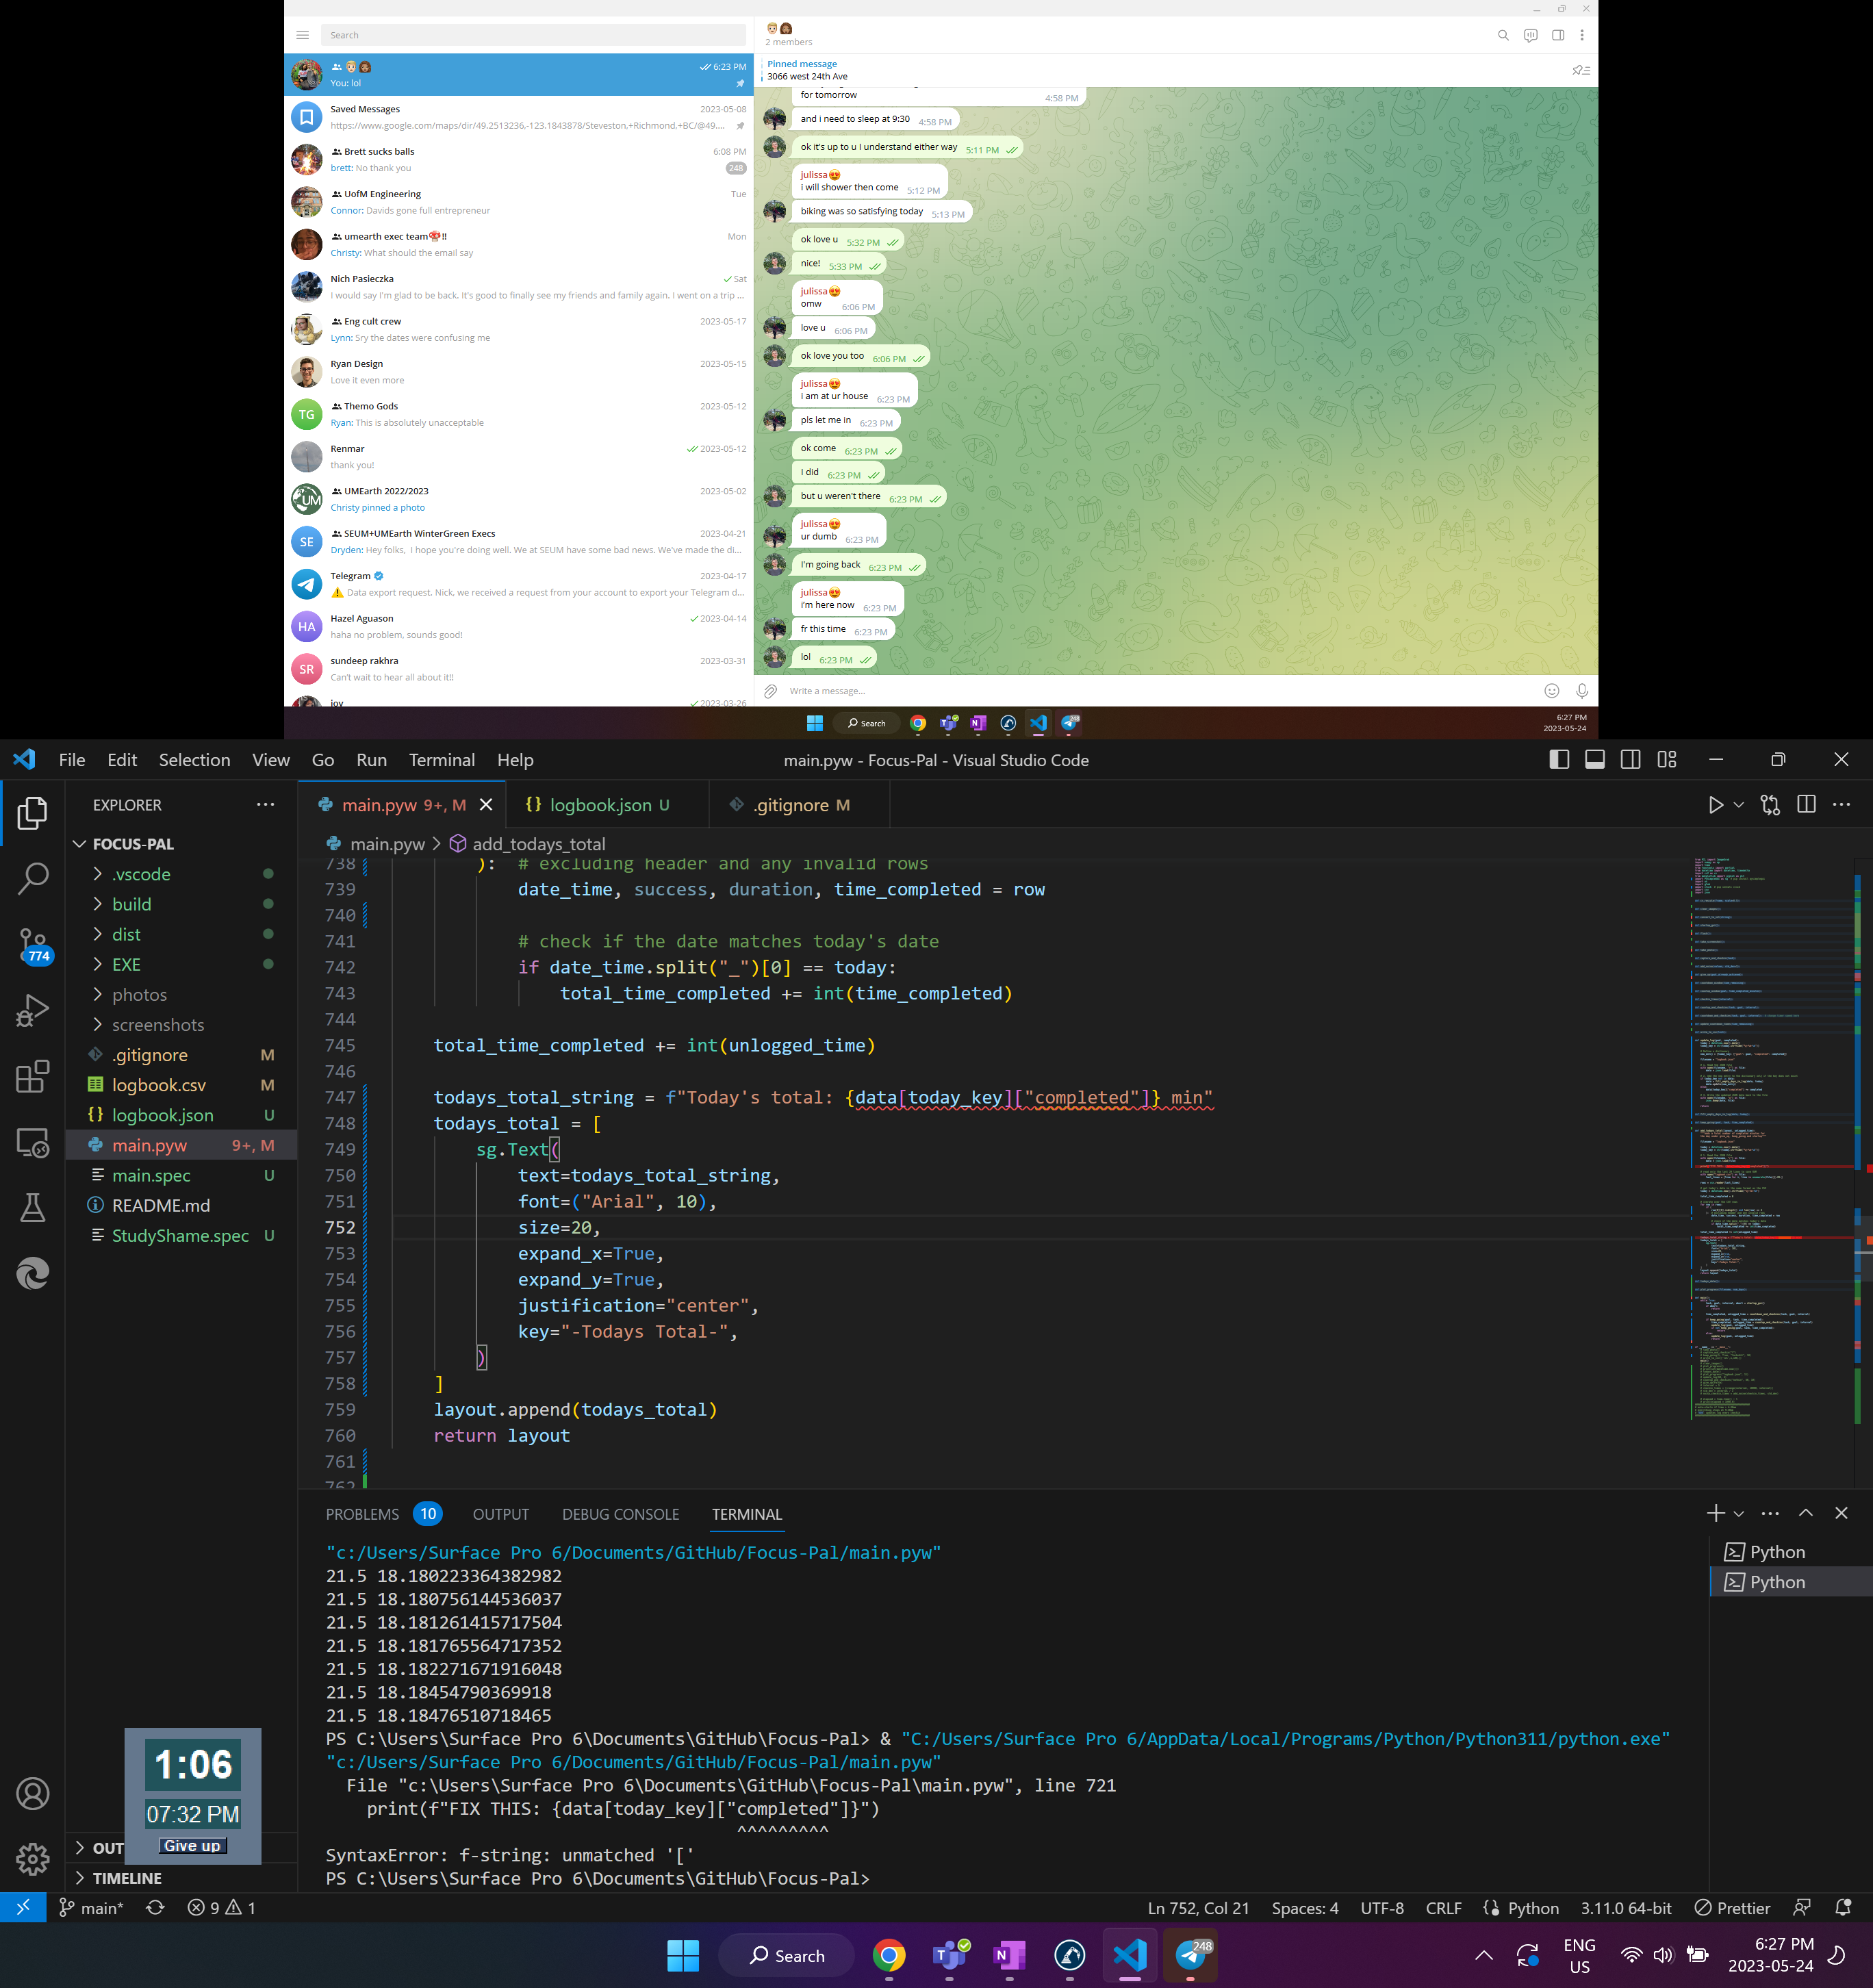 Search
6:23 PM
You: lol
Saved Messages 2023-05-08
https://www.google.com/maps/dir/49.2513236,-123.1843878/Steveston,+Richmond,+BC/@49....
Brett sucks balls 6:08 PM
brett: No thank you 248
UofM Engineering Tue
Connor: Davids gone full entrepreneur
umearth exec team🍄!! Mon
Christy: What should the email say
Nich Pasieczka Sat
I would say I'm glad to be back. It's good to finally see my friends and family again. I went on a trip ...
Eng cult crew 2023-05-17
Lynn: Sry the dates were confusing me
Ryan Design 2023-05-15
Love it even more
TG Themo Gods 2023-05-12
Ryan: This is absolutely unacceptable
Renmar 2023-05-12
thank you!
UM UMEarth 2022/2023 2023-05-02
Christy pinned a photo
SE SEUM+UMEarth WinterGreen Execs 2023-04-21
Dryden: Hey folks, I hope you're doing well. We at SEUM have some bad news. We've made the di...
Telegram 2023-04-17
⚠️ Data export request. Nick, we received a request from your account to export your Telegram d...
HA Hazel Aguason 2023-04-14
haha no problem, sounds good!
SR sundeep rakhra 2023-03-31
Can't wait to hear all about it!!
joy 2023-03-26
2 members
Pinned message
3066 west 24th Ave
for tomorrow 4:58 PM
and i need to sleep at 9:30 4:58 PM
ok it's up to u I understand either way 5:11 PM
julissa😍
i will shower then come 5:12 PM
biking was so satisfying today 5:13 PM
ok love u 5:32 PM
nice! 5:33 PM
julissa😍
omw 6:06 PM
love u 6:06 PM
ok love you too 6:06 PM
julissa😍
i am at ur house 6:23 PM
pls let me in 6:23 PM
ok come 6:23 PM
I did 6:23 PM
but u weren't there 6:23 PM
julissa😍
ur dumb 6:23 PM
I'm going back 6:23 PM
julissa😍
i'm here now 6:23 PM
fr this time 6:23 PM
lol 6:23 PM
Write a message...
Search
248
6:27 PM
2023-05-24
File Edit Selection View Go Run Terminal Help
main.pyw - Focus-Pal - Visual Studio Code
EXPLORER
FOCUS-PAL
.vscode
build
dist
EXE
photos
screenshots
.gitignore M
logbook.csv M
{} logbook.json U
main.pyw 9+, M
main.spec U
README.md
StudyShame.spec U
774
OUT
TIMELINE
1:06
07:32 PM
Give up
main.pyw 9+, M
{} logbook.json U
.gitignore M
main.pyw > add_todays_total
738 ): # excluding header and any invalid rows
739 date_time, success, duration, time_completed = row
740
741 # check if the date matches today's date
742 if date_time.split("_")[0] == today:
743 total_time_completed += int(time_completed)
744
745 total_time_completed += int(unlogged_time)
746
747 todays_total_string = f"Today's total: {data[today_key]["completed"]} min"
748 todays_total = [
749 sg.Text(
750 text=todays_total_string,
751 font=("Arial", 10),
752 size=20,
753 expand_x=True,
754 expand_y=True,
755 justification="center",
756 key="-Todays Total-",
757 )
758 ]
759 layout.append(todays_total)
760 return layout
761
762
PROBLEMS 10 OUTPUT DEBUG CONSOLE TERMINAL
"c:/Users/Surface Pro 6/Documents/GitHub/Focus-Pal/main.pyw"
21.5 18.180223364382982
21.5 18.180756144536037
21.5 18.181261415717504
21.5 18.181765564717352
21.5 18.182271671916048
21.5 18.18454790369918
21.5 18.18476510718465
PS C:\Users\Surface Pro 6\Documents\GitHub\Focus-Pal> & "C:/Users/Surface Pro 6/AppData/Local/Programs/Python/Python311/python.exe"
"c:/Users/Surface Pro 6/Documents/GitHub/Focus-Pal/main.pyw"
File "c:\Users\Surface Pro 6\Documents\GitHub\Focus-Pal\main.pyw", line 721
print(f"FIX THIS: {data[today_key]["completed"]}")
^^^^^^^^^
SyntaxError: f-string: unmatched '['
PS C:\Users\Surface Pro 6\Documents\GitHub\Focus-Pal>
Python
Python
main* 9 1
Ln 752, Col 21 Spaces: 4 UTF-8 CRLF Python 3.11.0 64-bit Prettier
Search
248
ENG
US
6:27 PM
2023-05-24